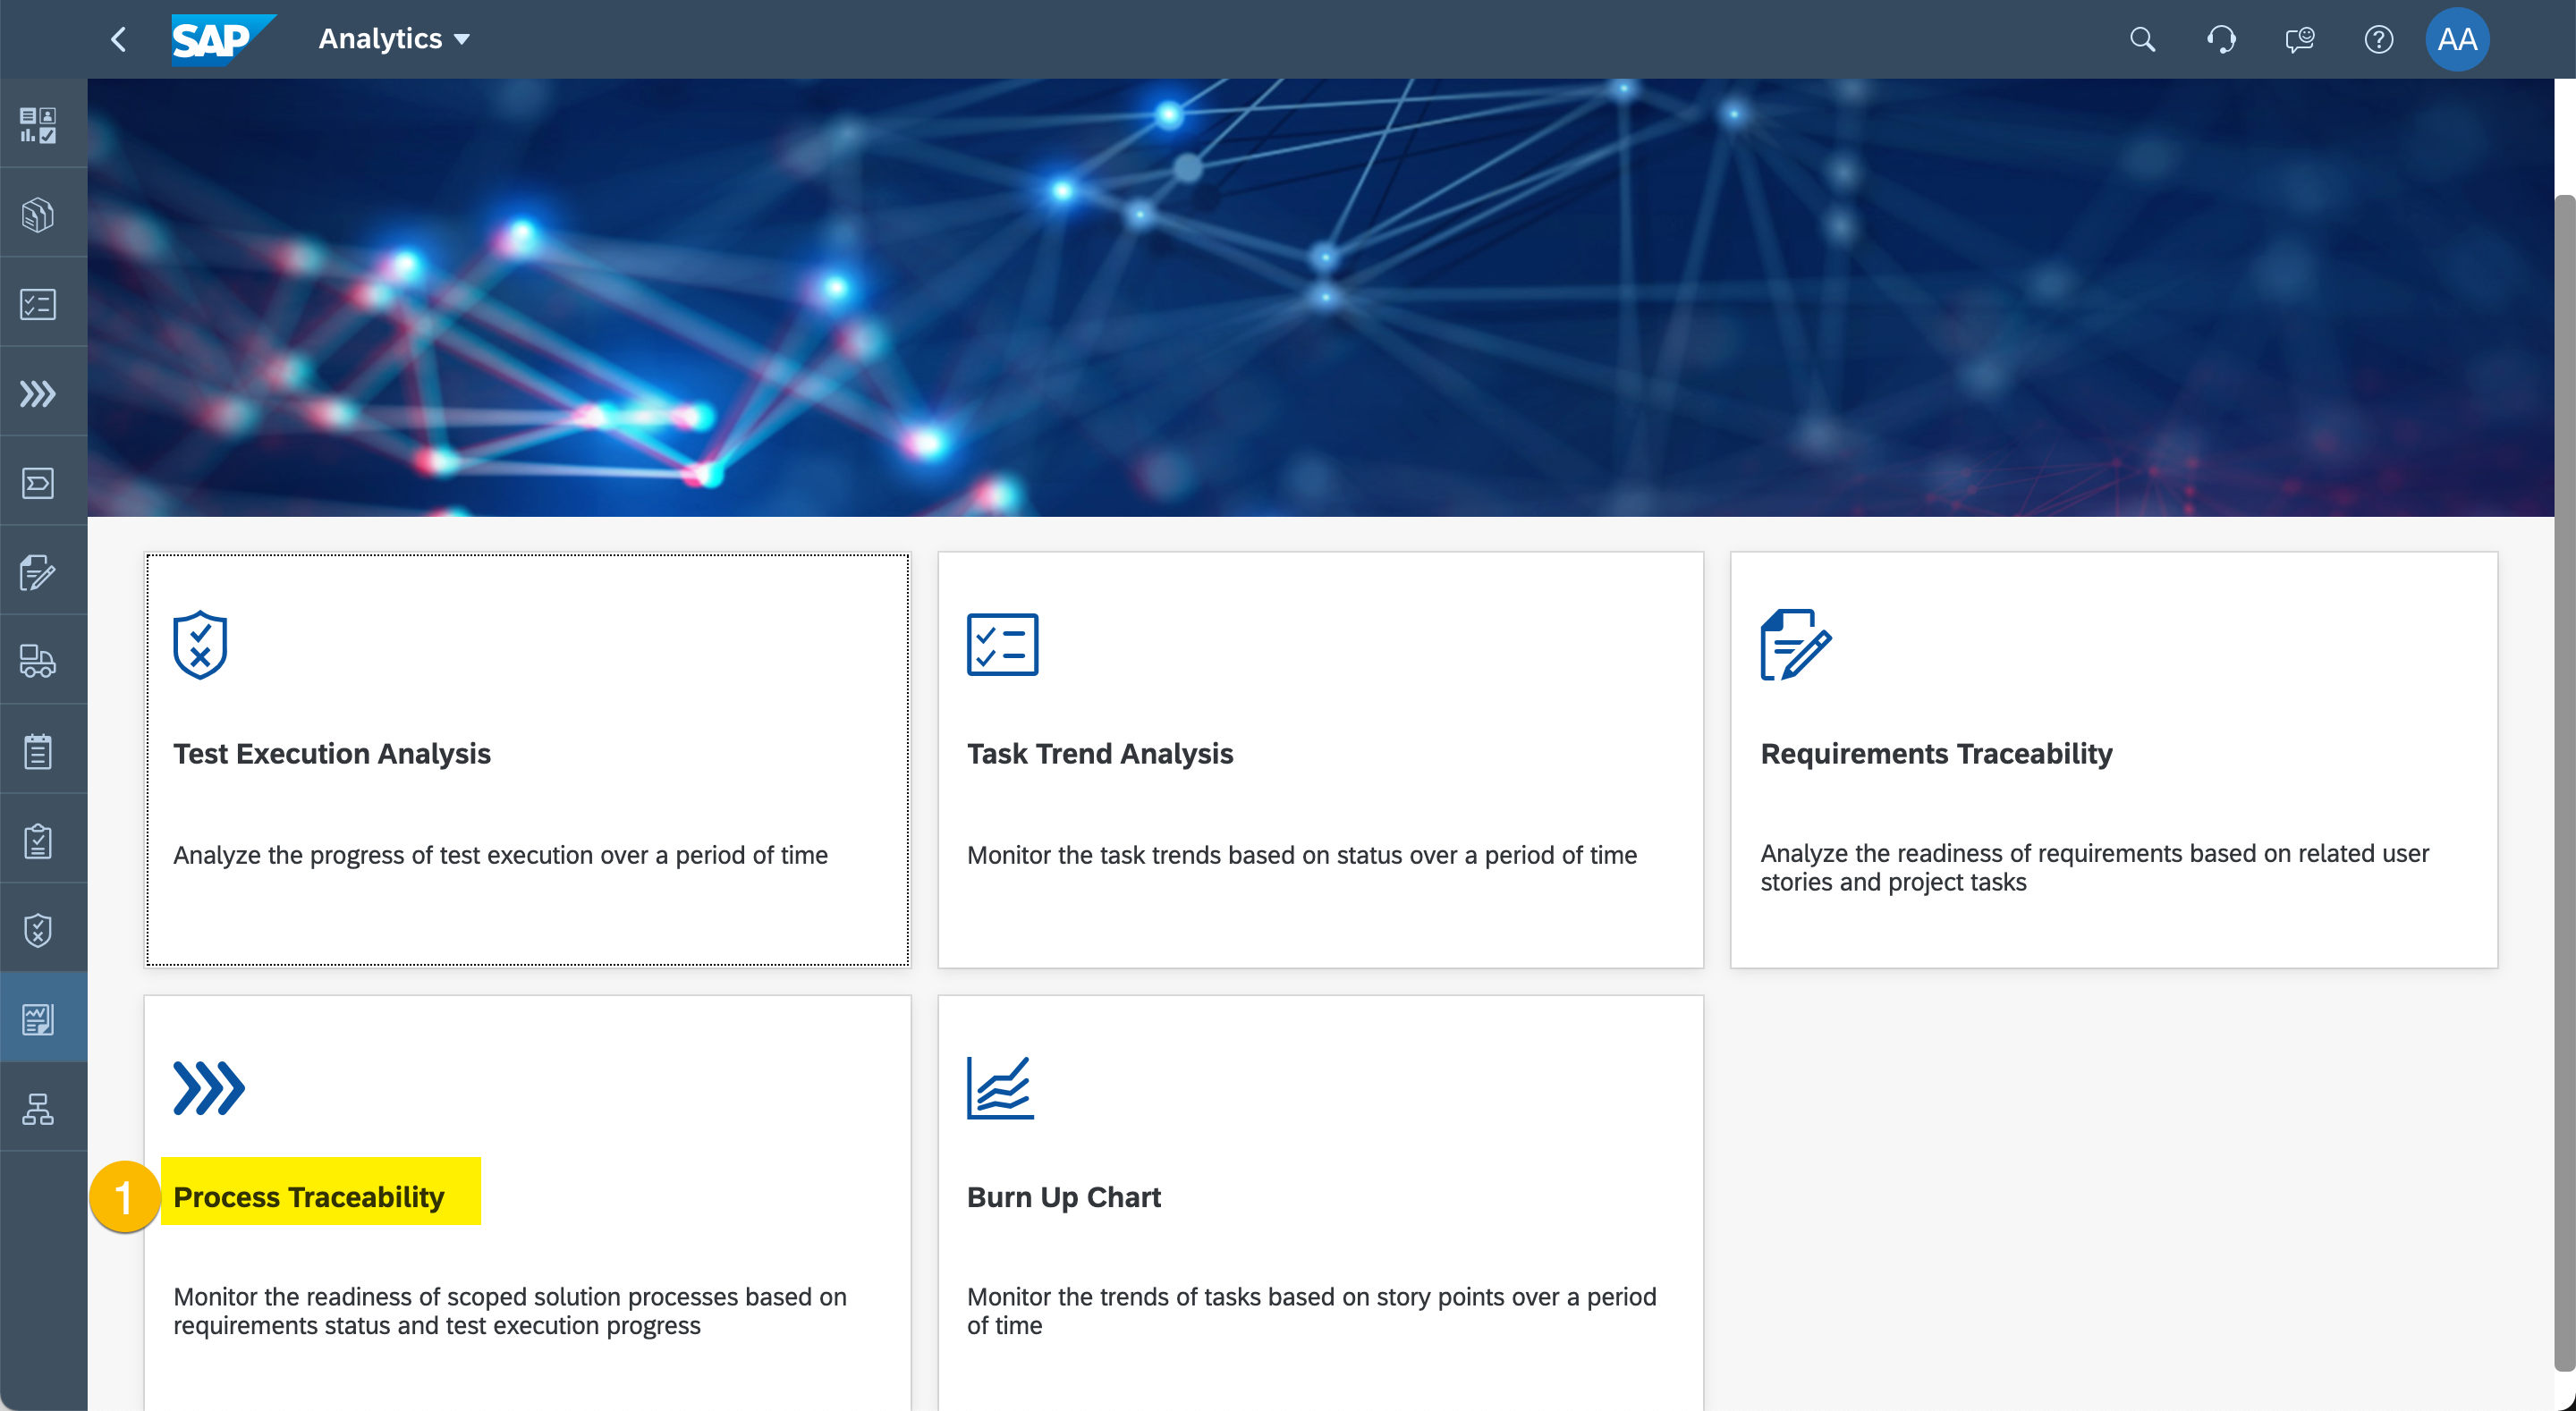 SAP Analytics
AA
Test Execution Analysis
Analyze the progress of test execution over a period of time
Task Trend Analysis
Monitor the task trends based on status over a period of time
Requirements Traceability
Analyze the readiness of requirements based on related user
stories and project tasks
1
Process Traceability
Monitor the readiness of scoped solution processes based on
requirements status and test execution progress
Burn Up Chart
Monitor the trends of tasks based on story points over a period
of time